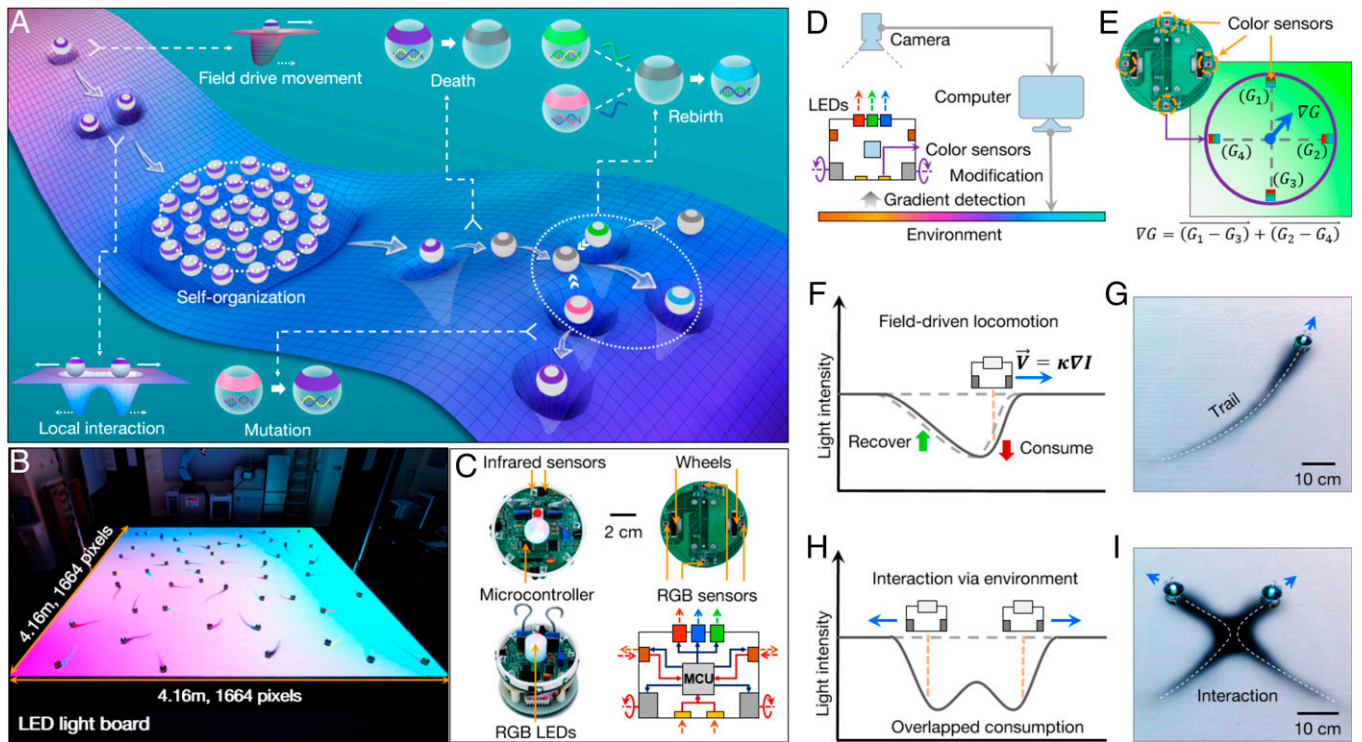 A
Field drive movement
Death
Rebirth
Self-organization
Local interaction
Mutation
B
4.16m, 1664 pixels
4.16m, 1664 pixels
LED light board
C
Infrared sensors
Wheels
2 cm
Microcontroller
RGB sensors
MCU
RGB LEDs
D
Camera
LEDs
Computer
Color sensors
Modification
Gradient detection
Environment
E
Color sensors
(G₁)
∇G
(G₄)
(G₂)
(G₃)
∇G = (G₁ − G₃) + (G₂ − G₄)
F
Light intensity
Field-driven locomotion
V = κ∇I
Recover
Consume
G
Trail
10 cm
H
Light intensity
Interaction via environment
Overlapped consumption
I
Interaction
10 cm